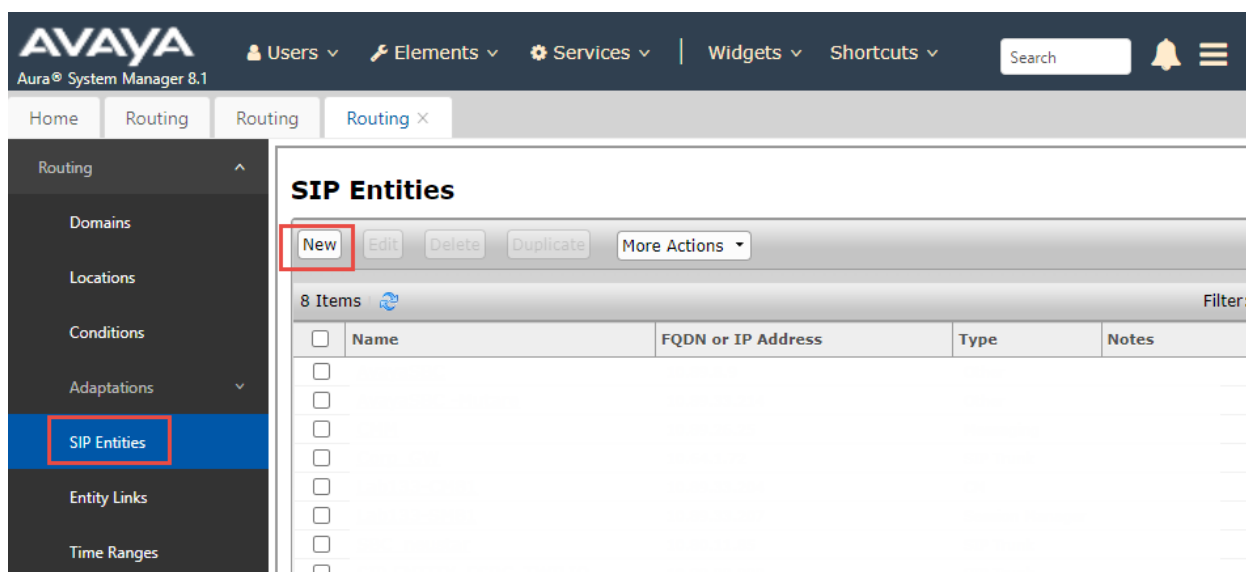 AVAYA
Aura® System Manager 8.1
Users
Elements
Services
Widgets
Shortcuts
Search
Home
Routing
Routing
Routing ×
Routing
Domains
Locations
Conditions
Adaptations
SIP Entities
Entity Links
Time Ranges
SIP Entities
New
Edit
Delete
Duplicate
More Actions
8 Items
Filter:
Name
FQDN or IP Address
Type
Notes